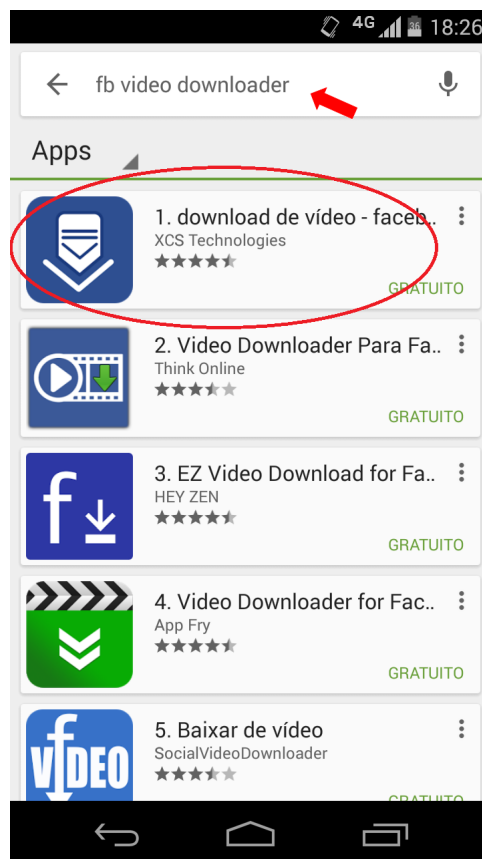 4G 36 18:26
fb video downloader
Apps
1. download de vídeo - faceb..
XCS Technologies
GRATUITO
2. Video Downloader Para Fa..
Think Online
GRATUITO
3. EZ Video Download for Fa..
HEY ZEN
GRATUITO
f
4. Video Downloader for Fac..
App Fry
GRATUITO
5. Baixar de vídeo
SocialVideoDownloader
f
VIDEO
GRATUITO